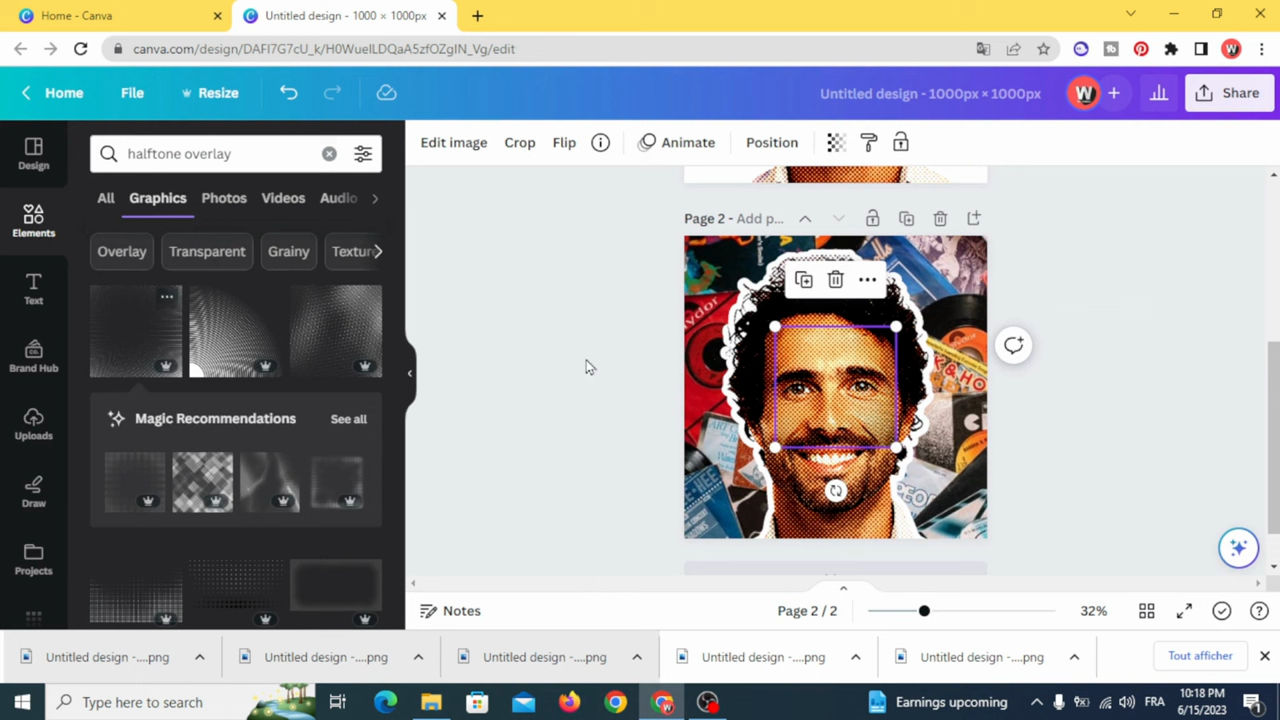 Home - Canva
Untitled design - 1000 × 1000px
canva.com/design/DAFI7G7cU_k/H0WueILDQaA5zfOZgIN_Vg/edit
Home
File
Resize
Untitled design - 1000px × 1000px
W
Share
Design
halftone overlay
Edit image
Crop
Flip
Animate
Position
Elements
All
Graphics
Photos
Videos
Audio
Page 2 - Add p...
Overlay
Transparent
Grainy
Text
Brand Hub
Magic Recommendations
See all
Uploads
Draw
Projects
Notes
Page 2 / 2
32%
Untitled design -....png
Untitled design -....png
Untitled design -....png
Untitled design -....png
Untitled design -....png
Tout afficher
Type here to search
Earnings upcoming
FRA
10:18 PM
6/15/2023